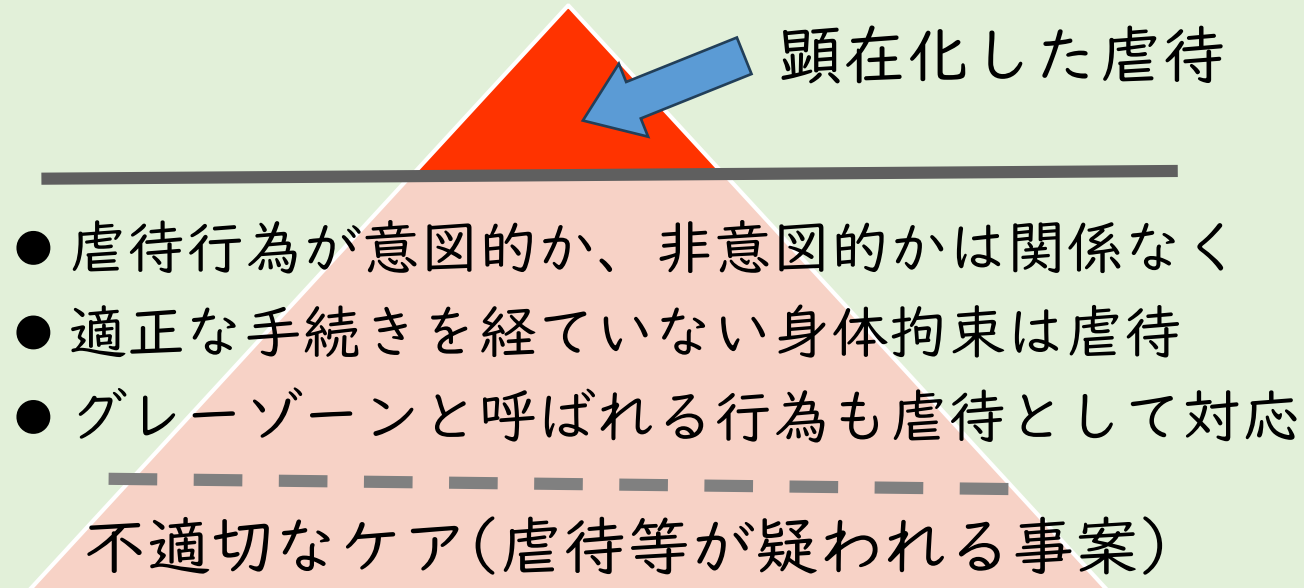 顕在化した虐待
● 虐待行為が意図的か、非意図的かは関係なく
● 適正な手続きを経ていない身体拘束は虐待
● グレーゾーンと呼ばれる行為も虐待として対応
不適切なケア(虐待等が疑われる事案)